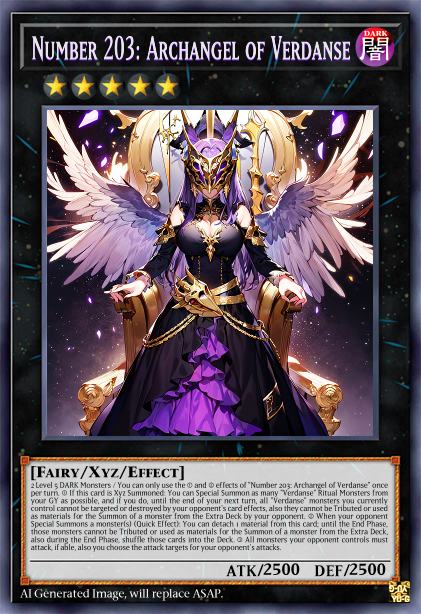 Number 203: Archangel of Verdanse
DARK
闇
[Fairy/Xyz/Effect]
2 Level 5 DARK Monsters / You can only use the ① and ② effects of "Number 203: Archangel of Verdanse" once
per turn. ① If this card is Xyz Summoned: You can Special Summon as many "Verdanse" Ritual Monsters from
your GY as possible, and if you do, until the end of your next turn, all "Verdanse" monsters you currently
control cannot be targeted or destroyed by your opponent's card effects, also they cannot be Tributed or used
as materials for the Summon of a monster from the Extra Deck by your opponent. ② When your opponent
Special Summons a monster(s) (Quick Effect): You can detach 1 material from this card; until the End Phase,
those monsters cannot be Tributed or used as materials for the Summon of a monster from the Extra Deck,
also during the End Phase, shuffle those cards into the Deck. ③ All monsters your opponent controls must
attack, if able, also you choose the attack targets for your opponent's attacks.
ATK/2500 DEF/2500
AI Generated Image, will replace ASAP.